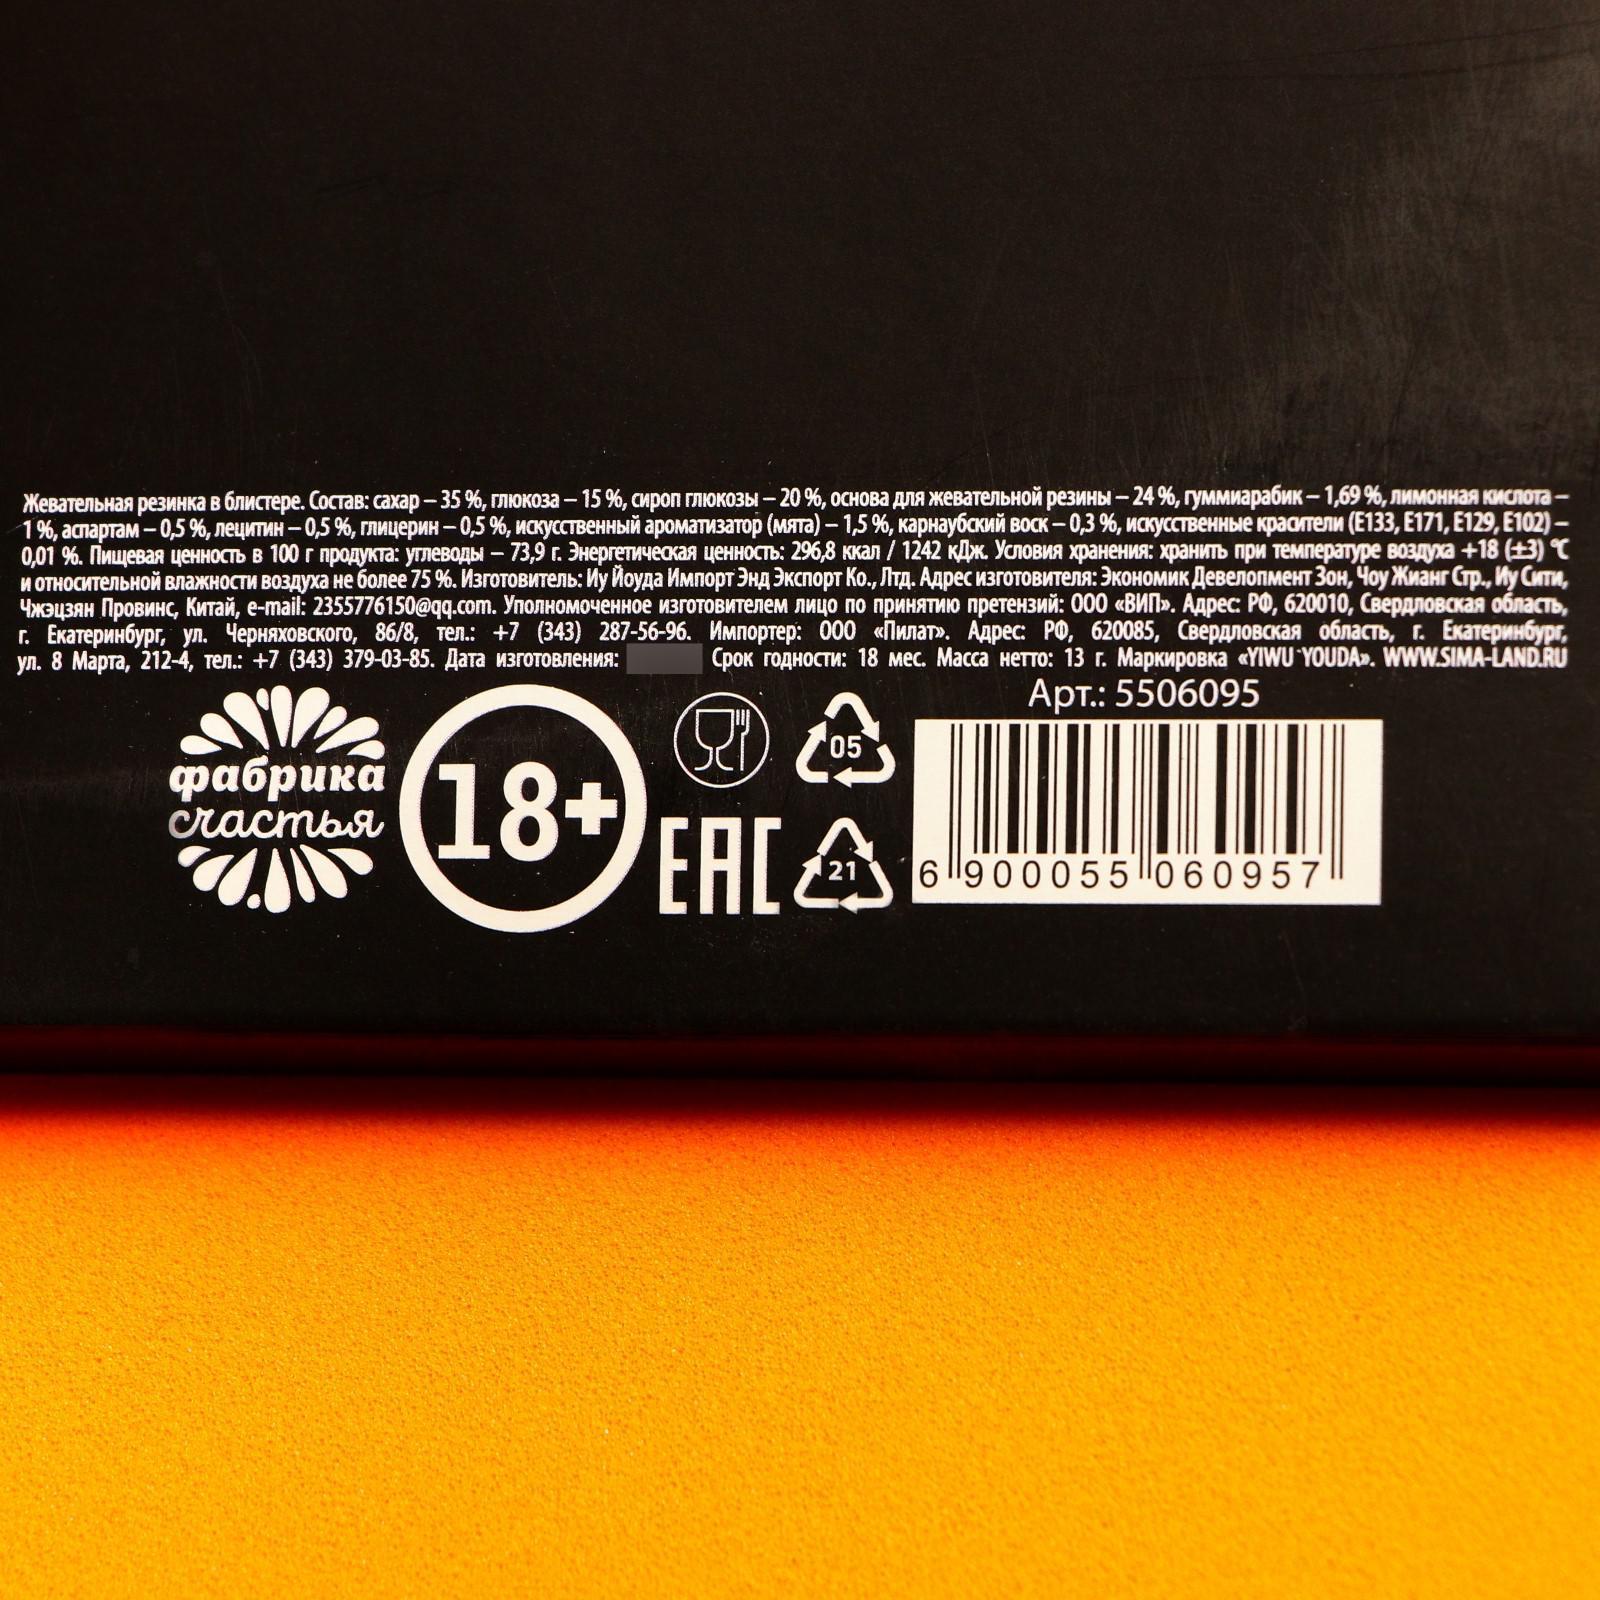 Жевательная резинка в блистере. Состав: сахар – 35 %, глюкоза – 15 %, сироп глюкозы – 20 %, основа для жевательной резины – 24 %, гуммиарабик – 1,69 %, лимонная кислота –
1 %, аспартам – 0,5 %, лецитин – 0,5 %, глицерин – 0,5 %, искусственный ароматизатор (мята) – 1,5 %, карнаубский воск – 0,3 %, искусственные красители (E133, E171, E129, E102) –
0,01 %. Пищевая ценность в 100 г продукта: углеводы – 73,9 г. Энергетическая ценность: 296,8 ккал / 1242 кДж. Условия хранения: хранить при температуре воздуха +18 (±3) °C
и относительной влажности воздуха не более 75 %. Изготовитель: Иу Йоуда Импорт Энд Экспорт Ко., Лтд. Адрес изготовителя: Экономик Девелопмент Зон, Чоу Жианг Стр., Иу Сити,
Чжэцзян Провинс, Китай, e-mail: 2355776150@qq.com. Уполномоченное изготовителем лицо по принятию претензий: ООО «ВИП». Адрес: РФ, 620010, Свердловская область,
г. Екатеринбург, ул. Черняховского, 86/8, тел.: +7 (343) 287-56-96. Импортер: ООО «Пилат». Адрес: РФ, 620085, Свердловская область, г. Екатеринбург,
ул. 8 Марта, 212-4, тел.: +7 (343) 379-03-85. Дата изготовления: Срок годности: 18 мес. Масса нетто: 13 г. Маркировка «YIWU YOUDA». WWW.SIMA-LAND.RU
Арт.: 5506095
фабрика
счастья
18+
05
EAC
21
6 900055 060957